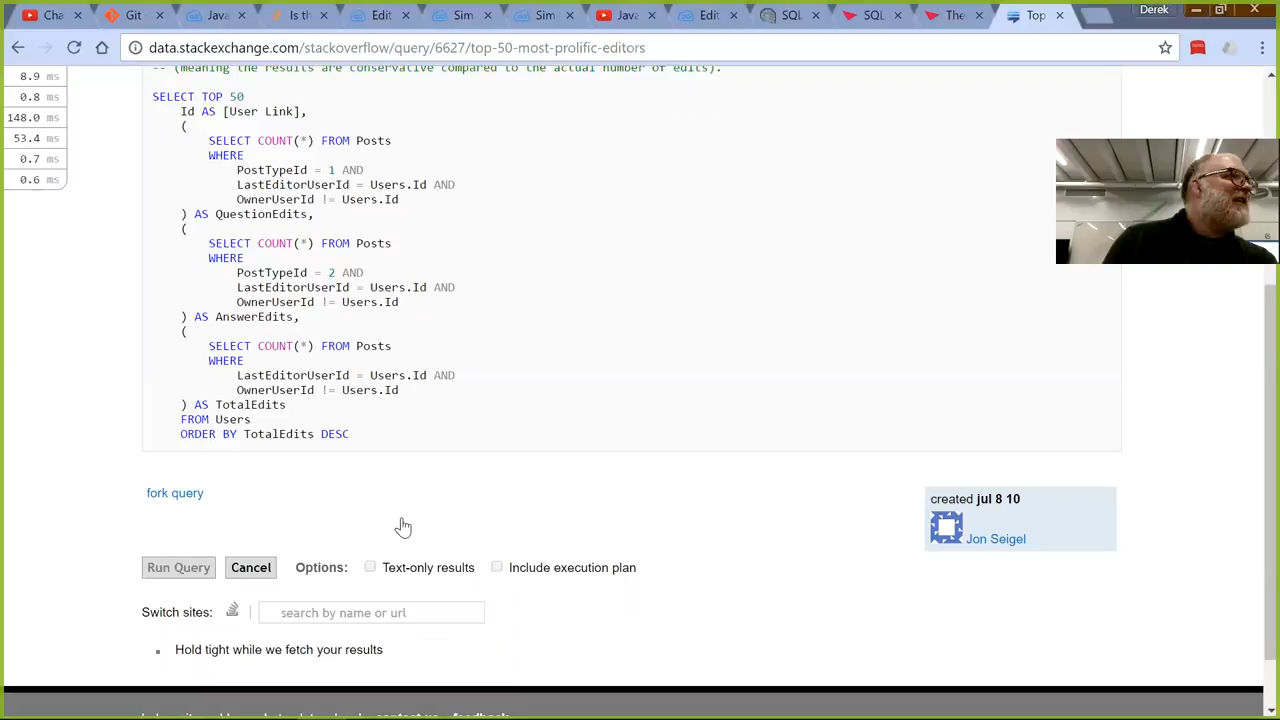 Cha
Git
Java
Is th
Edit
Sim
Sim
Java
Edit
SQL
SQL
The
Top
Derek
data.stackexchange.com/stackoverflow/query/6627/top-50-most-prolific-editors
8.9 ms
0.8 ms
148.0 ms
53.4 ms
0.7 ms
0.6 ms
-- (meaning the results are conservative compared to the actual number of edits).
SELECT TOP 50
Id AS [User Link],
(
SELECT COUNT(*) FROM Posts
WHERE
PostTypeId = 1 AND
LastEditorUserId = Users.Id AND
OwnerUserId != Users.Id
) AS QuestionEdits,
(
SELECT COUNT(*) FROM Posts
WHERE
PostTypeId = 2 AND
LastEditorUserId = Users.Id AND
OwnerUserId != Users.Id
) AS AnswerEdits,
(
SELECT COUNT(*) FROM Posts
WHERE
LastEditorUserId = Users.Id AND
OwnerUserId != Users.Id
) AS TotalEdits
FROM Users
ORDER BY TotalEdits DESC
fork query
created jul 8 10
Jon Seigel
Run Query
Cancel
Options:
Text-only results
Include execution plan
Switch sites:
search by name or url
Hold tight while we fetch your results